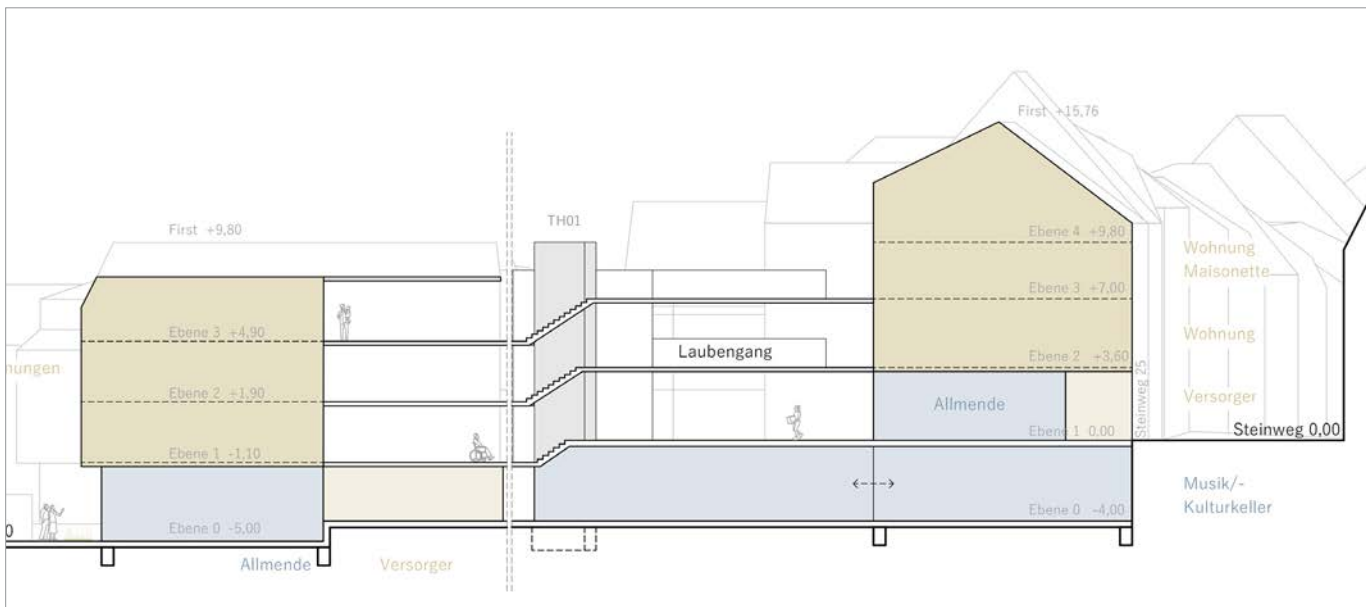 First +15,76
First +9,80
TH01
Ebene 4 +9,80
Wohnung
Maisonette
Ebene 3 +7,00
Ebene 3 +4,90
Wohnung
nungen
Laubengang
Ebene 2 +3,60
Ebene 2 +1,90
Allmende
Versorger
Steinweg 25
Ebene 1 0,00
Steinweg 0,00
Ebene 1 -1,10
Musik/-
Kulturkeller
Ebene 0 -4,00
0
Ebene 0 -5,00
Allmende
Versorger